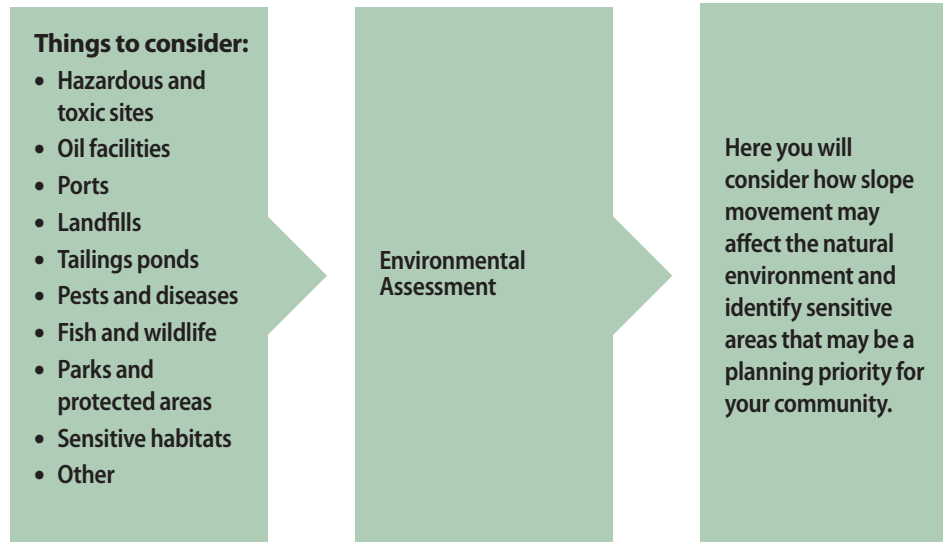 Things to consider:
• Hazardous and
toxic sites
• Oil facilities
• Ports
• Landfills
• Tailings ponds
• Pests and diseases
• Fish and wildlife
• Parks and
protected areas
• Sensitive habitats
• Other
Environmental
Assessment
Here you will
consider how slope
movement may
affect the natural
environment and
identify sensitive
areas that may be a
planning priority for
your community.